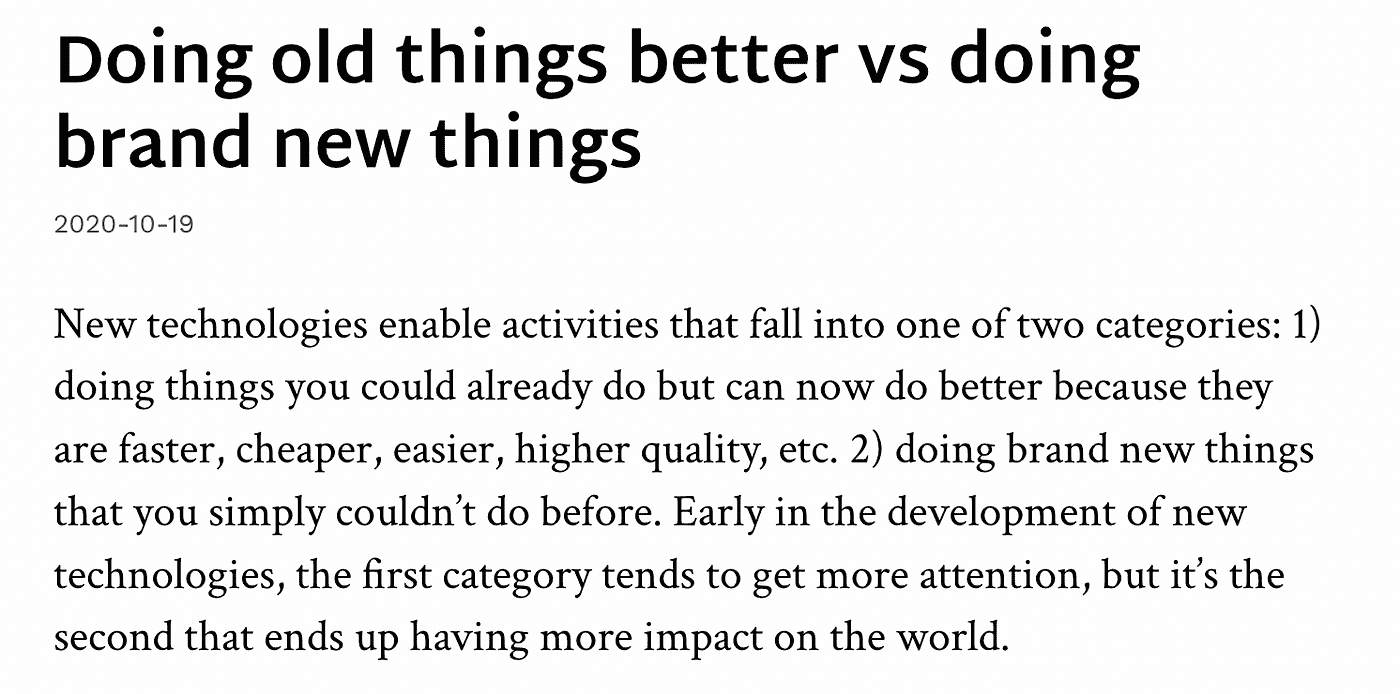 Doing old things better vs doing
brand new things
2020-10-19
New technologies enable activities that fall into one of two categories: 1)
doing things you could already do but can now do better because they
are faster, cheaper, easier, higher quality, etc. 2) doing brand new things
that you simply couldn’t do before. Early in the development of new
technologies, the first category tends to get more attention, but it’s the
second that ends up having more impact on the world.